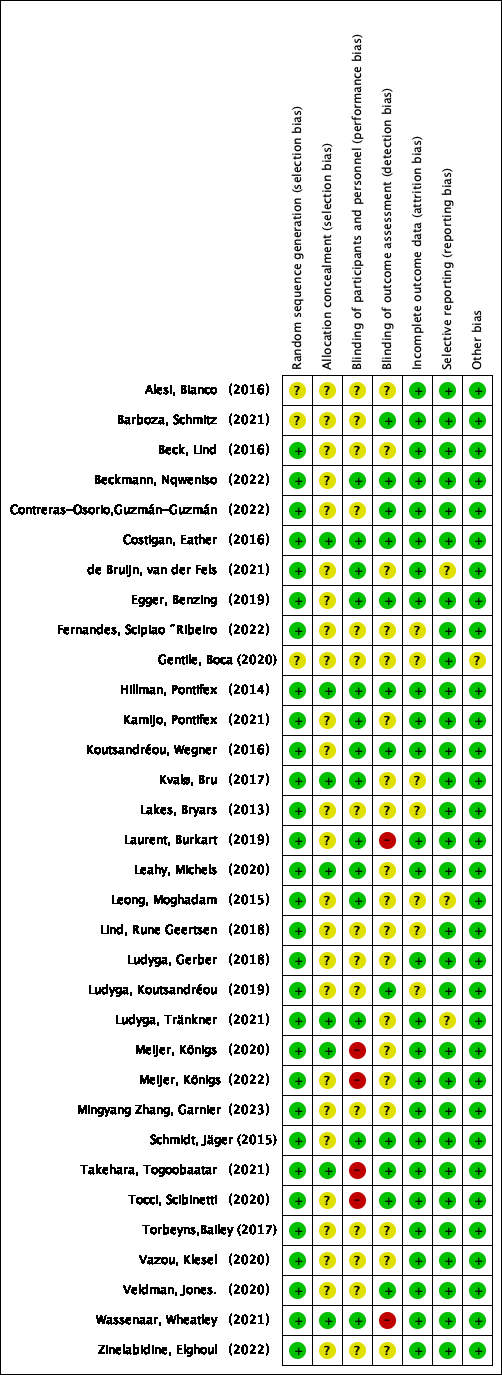 Random sequence generation (selection bias)
Allocation concealment (selection bias)
Blinding of participants and personnel (performance bias)
Blinding of outcome assessment (detection bias)
Incomplete outcome data (attrition bias)
Selective reporting (reporting bias)
Other bias
Alesi, Bianco (2016) ? ? ? ? + + +
Barboza, Schmitz (2021) ? ? ? + + + +
Beck, Lind (2016) + ? ? ? + + +
Beckmann, Nqweniso (2022) + ? + + + + +
Contreras-Osorio,Guzmán-Guzmán (2022) + ? ? + + + +
Costigan, Eather (2016) + + + + + + +
de Bruijn, van der Fels (2021) + ? + ? ? ? +
Egger, Benzing (2019) + ? + + + + +
Fernandes, Scipiao ˜Ribeiro (2022) + ? ? ? ? + +
Gentile, Boca (2020) ? ? ? ? ? + ?
Hillman, Pontifex (2014) + + + + + + +
Kamijo, Pontifex (2021) + ? + ? + + +
Koutsandréou, Wegner (2016) + ? + + + + +
Kvalø, Bru (2017) + + + ? ? + +
Lakes, Bryars (2013) + ? ? ? ? + +
Laurent, Burkart (2019) + ? + − + + +
Leahy, Michels (2020) + + + ? + + +
Leong, Moghadam (2015) + ? + ? ? ? +
Lind, Rune Geertsen (2018) + ? ? ? ? + +
Ludyga, Gerber (2018) + ? ? ? + + +
Ludyga, Koutsandréou (2019) + ? ? + ? + +
Ludyga, Tränkner (2021) + + + ? + ? +
Meijer, Königs (2020) + + − ? + + +
Meijer, Königs (2022) + ? − ? + + +
Mingyang Zhang, Garnier (2023) + ? ? ? + + +
Schmidt, Jäger (2015) + ? + + + + +
Takehara, Togoobaatar (2021) + + − + + + +
Tocci, Scibinetti (2020) + ? − + + + +
Torbeyns,Bailey (2017) + ? ? ? + + +
Vazou, Klesel (2020) + ? ? ? + + +
Veldman, Jones. (2020) + ? ? + + + +
Wassenaar, Wheatley (2021) + + + − + + +
Zinelabidine, Elghoul (2022) + ? ? ? + + +